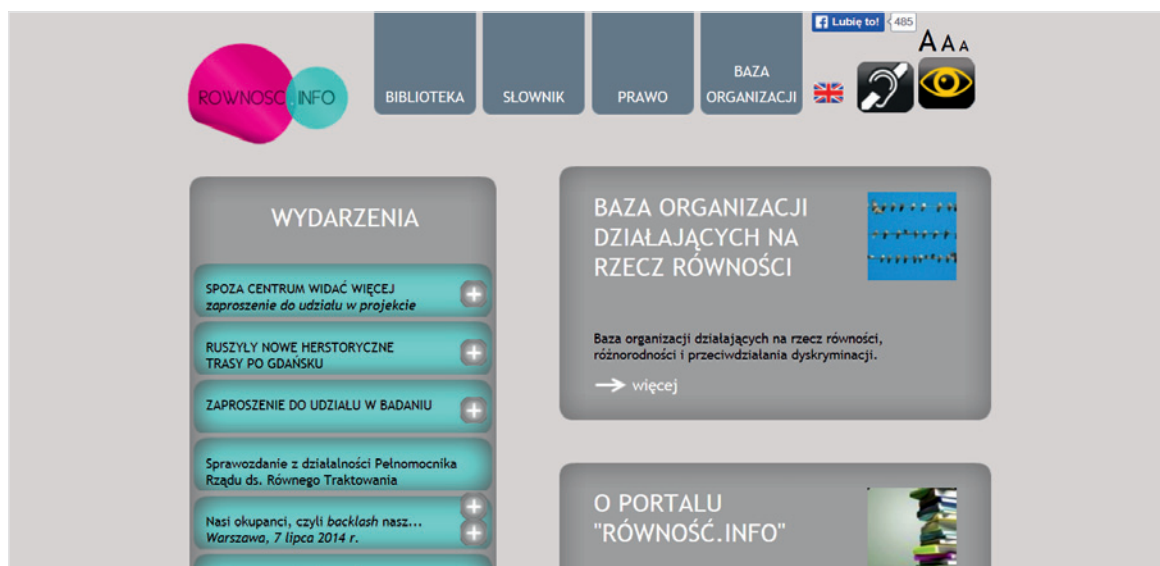 Lubię to! 485
A A A
ROWNOSC.INFO
BIBLIOTEKA
SŁOWNIK
PRAWO
BAZA
ORGANIZACJI
WYDARZENIA
SPOZA CENTRUM WIDAĆ WIĘCEJ
zaproszenie do udziału w projekcie
RUSZYŁY NOWE HERSTORYCZNE
TRASY PO GDAŃSKU
ZAPROSZENIE DO UDZIAŁU W BADANIU
Sprawozdanie z działalności Pełnomocnika
Rządu ds. Równego Traktowania
Nasi okupanci, czyli backlash nasz...
Warszawa, 7 lipca 2014 r.
BAZA ORGANIZACJI
DZIAŁAJĄCYCH NA
RZECZ RÓWNOŚCI
Baza organizacji działających na rzecz równości,
różnorodności i przeciwdziałania dyskryminacji.
więcej
O PORTALU
"RÓWNOŚĆ.INFO"